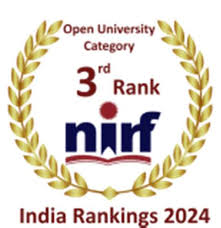 Open University
Category
3rd Rank
nirf
India Rankings 2024